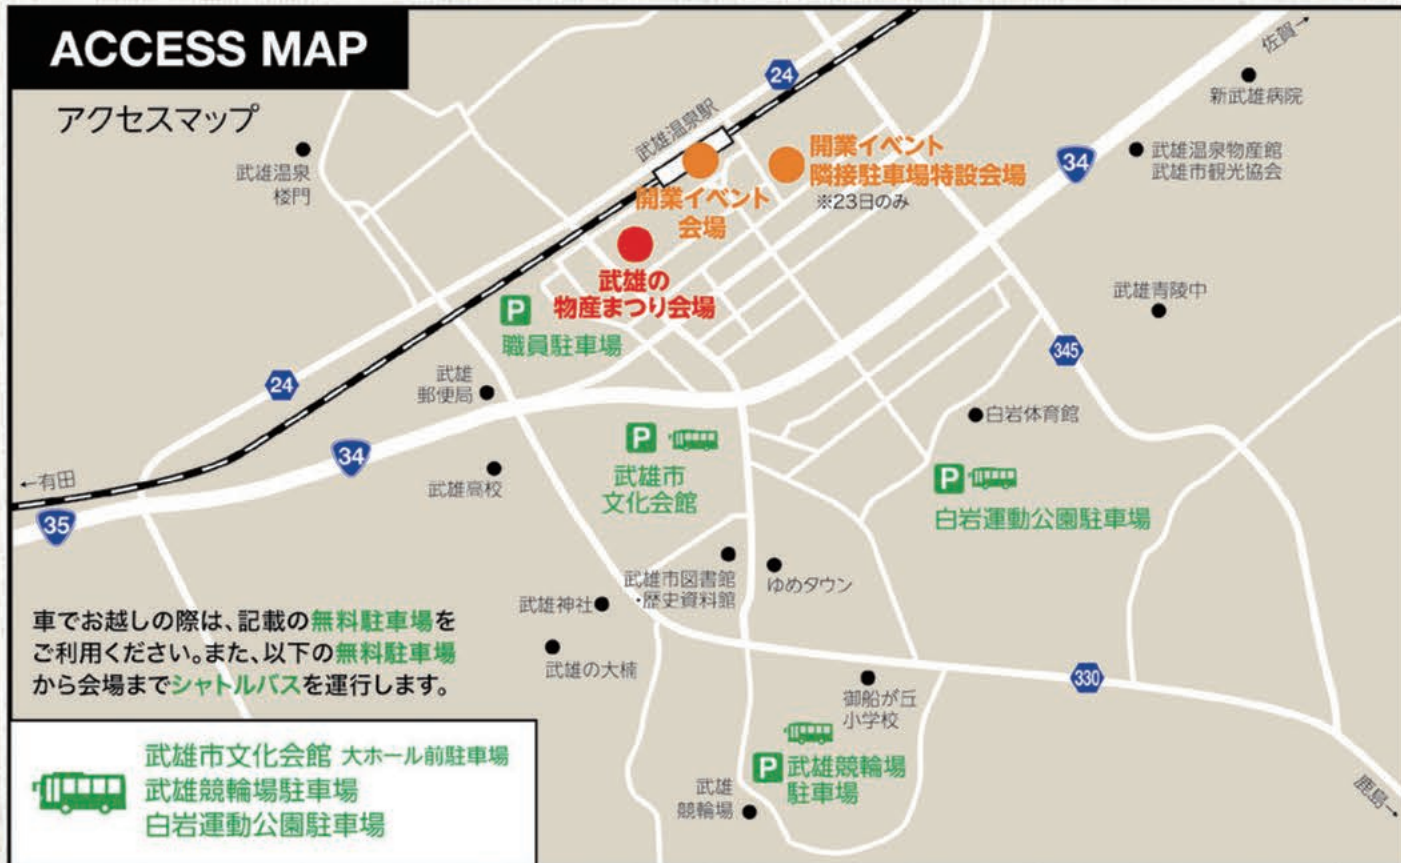 ACCESS MAP
アクセスマップ
24
佐賀→
新武雄病院
武雄温泉駅
武雄温泉
楼門
開業イベント
隣接駐車場特設会場
※23日のみ
34
武雄温泉物産館
武雄市観光協会
開業イベント
会場
武雄の
物産まつり会場
P
職員駐車場
武雄青陵中
345
24
武雄
郵便局
白岩体育館
34
P
武雄市
文化会館
←有田
武雄高校
P
白岩運動公園駐車場
35
武雄市図書館
・歴史資料館
ゆめタウン
武雄神社
武雄の大楠
車でお越しの際は、記載の無料駐車場を
ご利用ください。また、以下の無料駐車場
から会場までシャトルバスを運行します。
330
御船が丘
小学校
武雄市文化会館 大ホール前駐車場
武雄競輪場駐車場
白岩運動公園駐車場
P
武雄競輪場
駐車場
武雄
競輪場
鹿島→